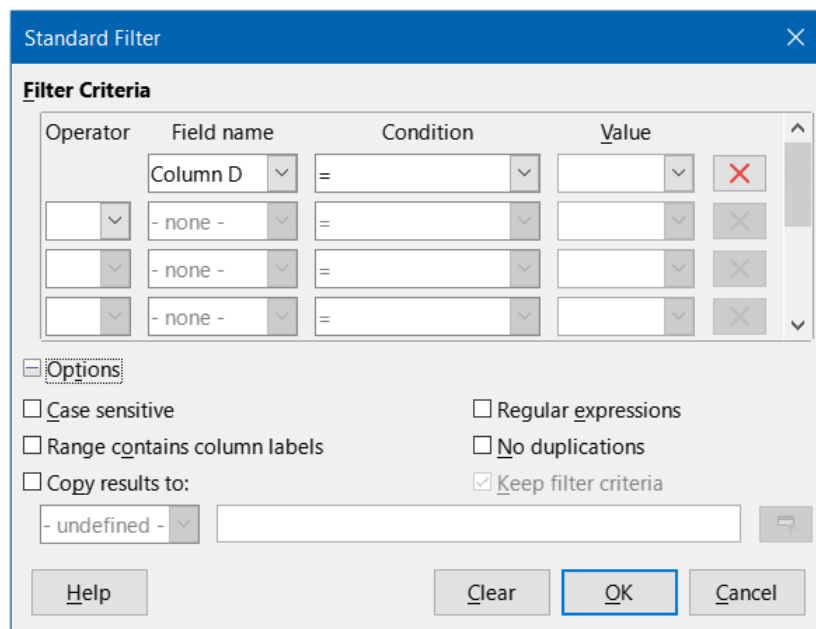 Standard Filter
Filter Criteria
Operator Field name Condition Value
Column D =
- none - =
- none - =
- none - =
Options
Case sensitive Regular expressions
Range contains column labels No duplications
Copy results to: Keep filter criteria
- undefined -
Help Clear OK Cancel